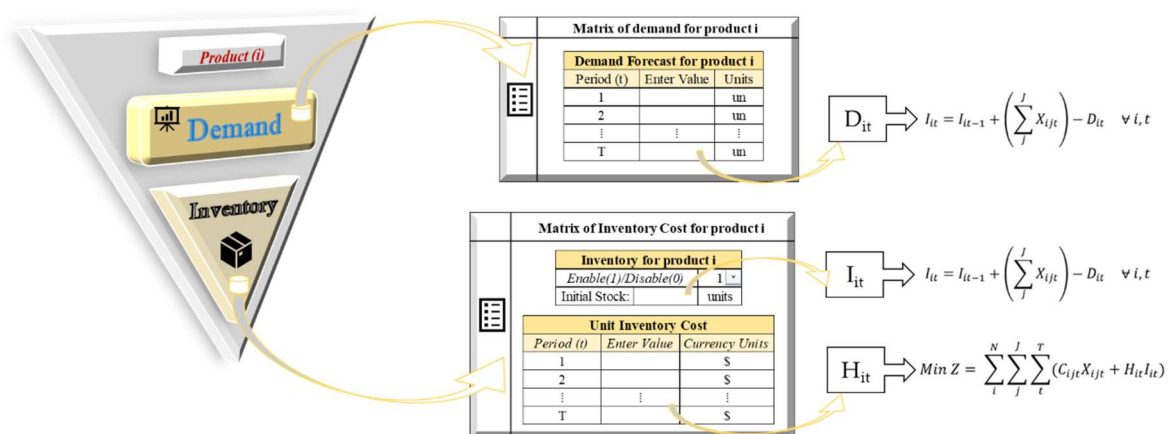 Product (i)
Demand
Inventory
Matrix of demand for product i
Demand Forecast for product i
Period (t) Enter Value Units
1 un
2 un
⋮ ⋮ ⋮
T un
D_it
I_it = I_it−1 + (∑_j^J X_ijt) − D_it ∀ i, t
Matrix of Inventory Cost for product i
Inventory for product i
Enable(1)/Disable(0) 1
Initial Stock: units
Unit Inventory Cost
Period (t) Enter Value Currency Units
1 $
2 $
⋮ ⋮ ⋮
T $
I_it
I_it = I_it−1 + (∑_j^J X_ijt) − D_it ∀ i, t
H_it
Min Z = ∑_i^N ∑_j^J ∑_t^T (C_ijt X_ijt + H_it I_it)